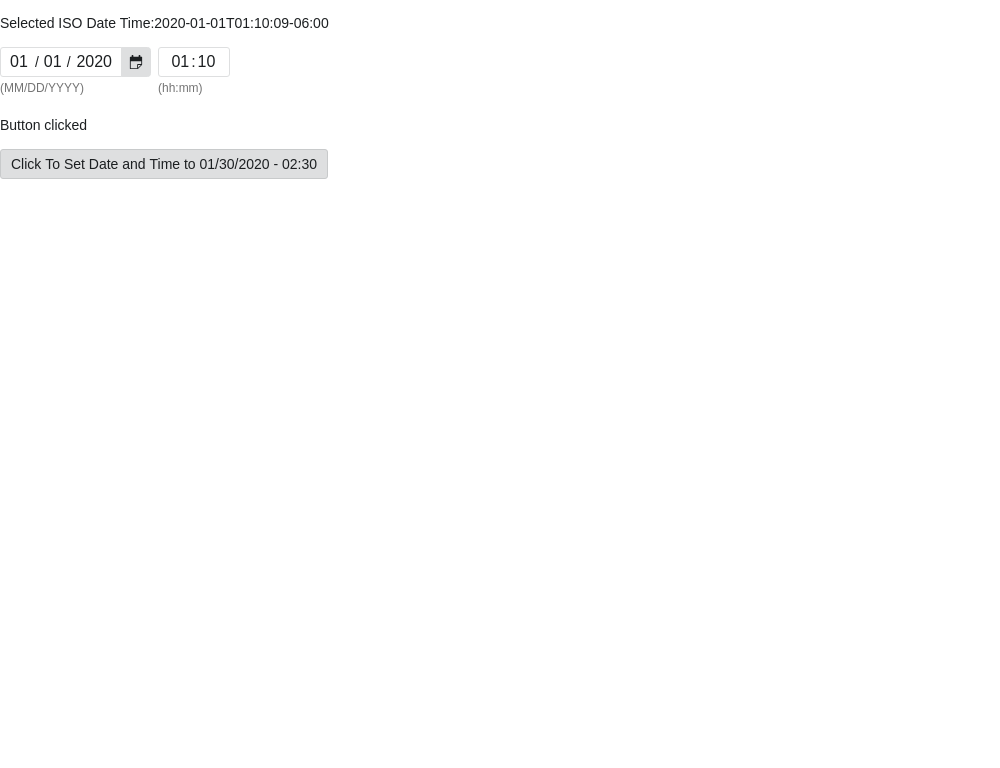 Selected ISO Date Time:2020-01-01T01:10:09-06:00
01 / 01 / 2020 01 : 10
(MM/DD/YYYY) (hh:mm)
Button clicked
Click To Set Date and Time to 01/30/2020 - 02:30